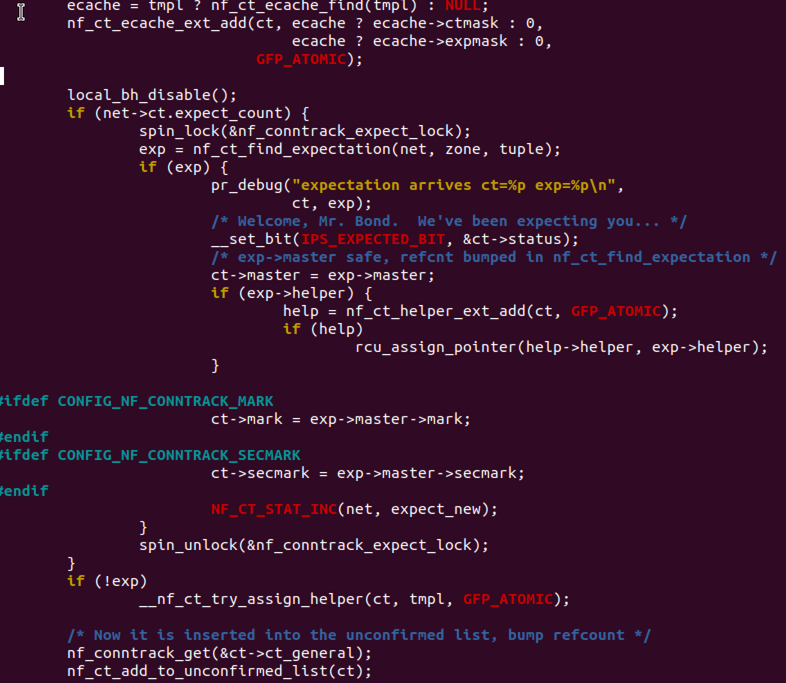 ecache = tmpl ? nf_ct_ecache_find(tmpl) : NULL;
        nf_ct_ecache_ext_add(ct, ecache ? ecache->ctmask : 0,
                                 ecache ? ecache->expmask : 0,
                             GFP_ATOMIC);

        local_bh_disable();
        if (net->ct.expect_count) {
                spin_lock(&nf_conntrack_expect_lock);
                exp = nf_ct_find_expectation(net, zone, tuple);
                if (exp) {
                        pr_debug("expectation arrives ct=%p exp=%p\n",
                                 ct, exp);
                        /* Welcome, Mr. Bond.  We've been expecting you... */
                        __set_bit(IPS_EXPECTED_BIT, &ct->status);
                        /* exp->master safe, refcnt bumped in nf_ct_find_expectation */
                        ct->master = exp->master;
                        if (exp->helper) {
                                help = nf_ct_helper_ext_add(ct, GFP_ATOMIC);
                                if (help)
                                        rcu_assign_pointer(help->helper, exp->helper);
                        }

#ifdef CONFIG_NF_CONNTRACK_MARK
                        ct->mark = exp->master->mark;
#endif
#ifdef CONFIG_NF_CONNTRACK_SECMARK
                        ct->secmark = exp->master->secmark;
#endif
                        NF_CT_STAT_INC(net, expect_new);
                }
                spin_unlock(&nf_conntrack_expect_lock);
        }
        if (!exp)
                __nf_ct_try_assign_helper(ct, tmpl, GFP_ATOMIC);

        /* Now it is inserted into the unconfirmed list, bump refcount */
        nf_conntrack_get(&ct->ct_general);
        nf_ct_add_to_unconfirmed_list(ct);